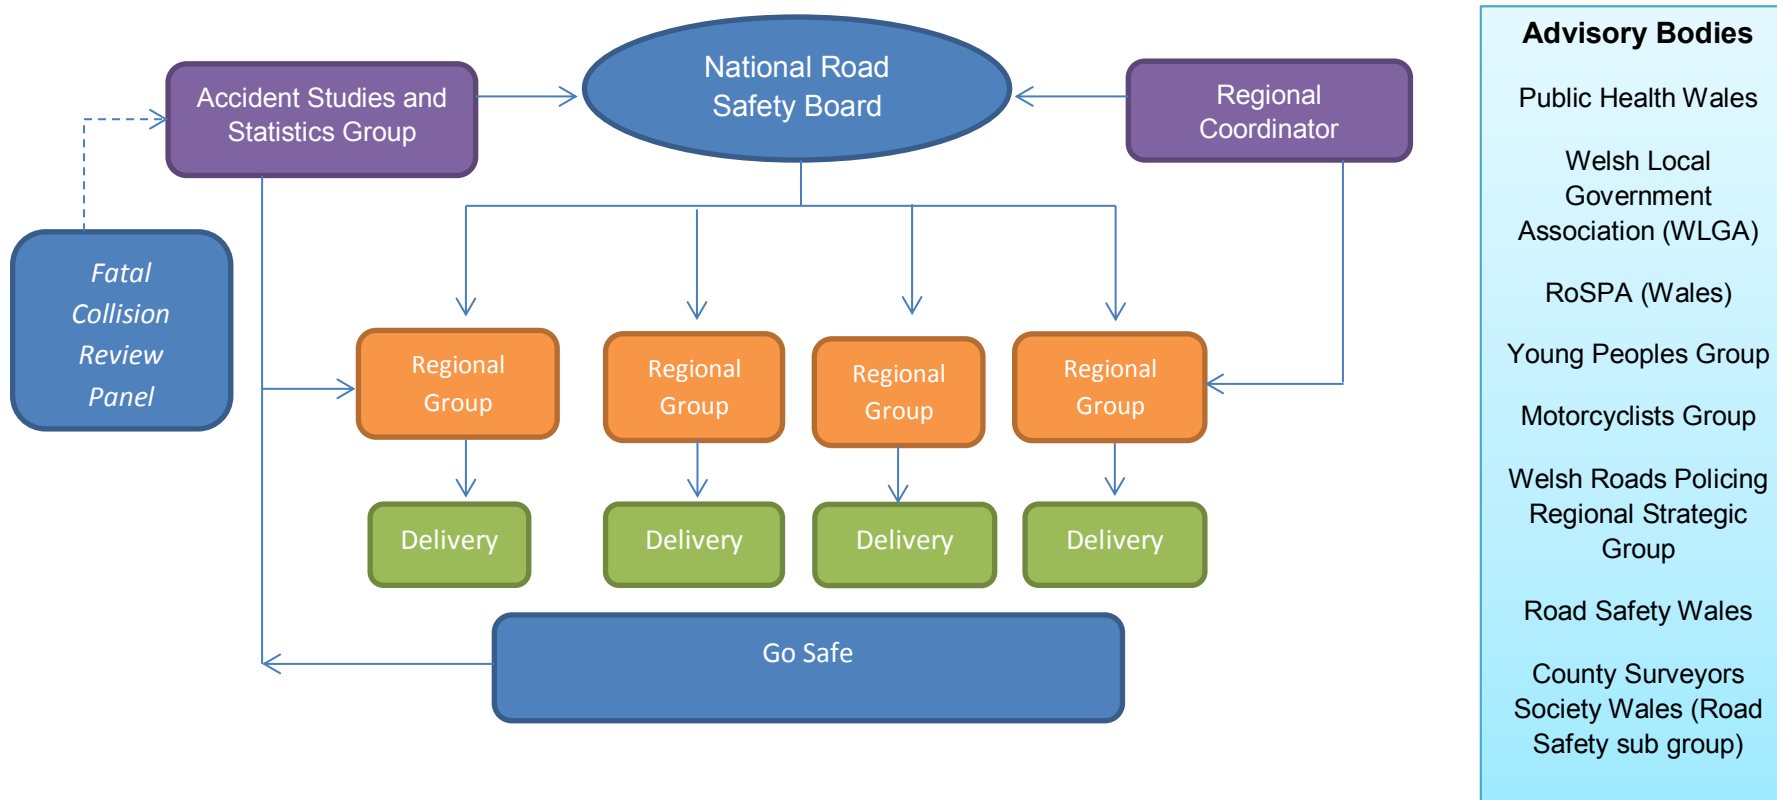 National Road
Safety Board
Accident Studies and
Statistics Group
Regional
Coordinator
Fatal
Collision
Review
Panel
Regional
Group
Regional
Group
Regional
Group
Regional
Group
Delivery
Delivery
Delivery
Delivery
Go Safe
Advisory Bodies
Public Health Wales
Welsh Local
Government
Association (WLGA)
RoSPA (Wales)
Young Peoples Group
Motorcyclists Group
Welsh Roads Policing
Regional Strategic
Group
Road Safety Wales
County Surveyors
Society Wales (Road
Safety sub group)